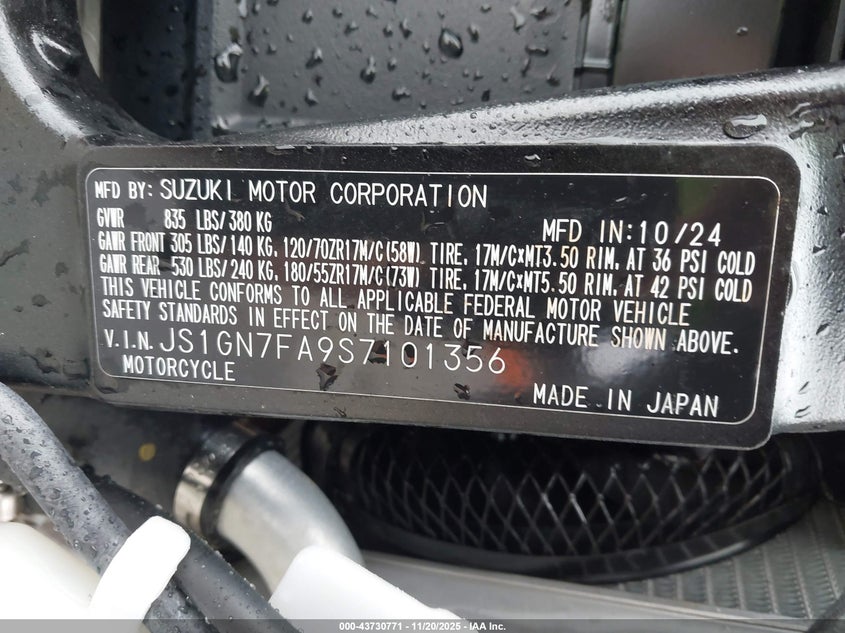 MFD BY: SUZUKI MOTOR CORPORATION
GVWR 835 LBS/ 380 KG MFD IN: 10/24
GAWR FRONT 305 LBS/ 140 KG, 120/70ZR17M/C(58W) TIRE, 17M/C×MT3.50 RIM, AT 36 PSI COLD
GAWR REAR 530 LBS/ 240 KG, 180/55ZR17M/C(73W) TIRE, 17M/C×MT5.50 RIM, AT 42 PSI COLD
THIS VEHICLE CONFORMS TO ALL APPLICABLE FEDERAL MOTOR VEHICLE
SAFETY STANDARDS IN EFFECT ON THE DATE OF MANUFACTURE SHOWN ABOVE.
V.I.N. JS1GN7FA9S7101356
MOTORCYCLE
MADE IN JAPAN
000-43730771 - 11/20/2025 - IAA Inc.